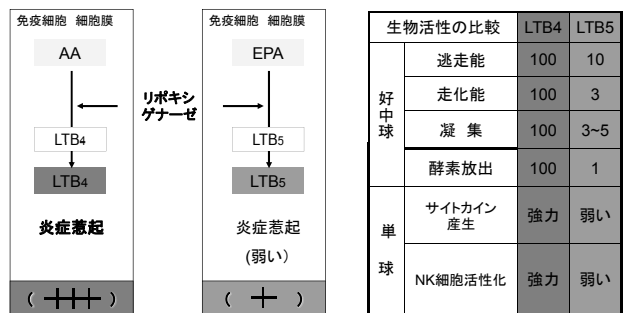 免疫細胞 細胞膜
AA
LTB4
LTB4
炎症惹起
( +++ )
リポキシ
ゲナーゼ
免疫細胞 細胞膜
EPA
LTB5
LTB5
炎症惹起
(弱い)
( + )
生物活性の比較 LTB4 LTB5
好中球
逃走能 100 10
走化能 100 3
凝 集 100 3~5
酵素放出 100 1
単球
サイトカイン
産生 強力 弱い
NK細胞活性化 強力 弱い